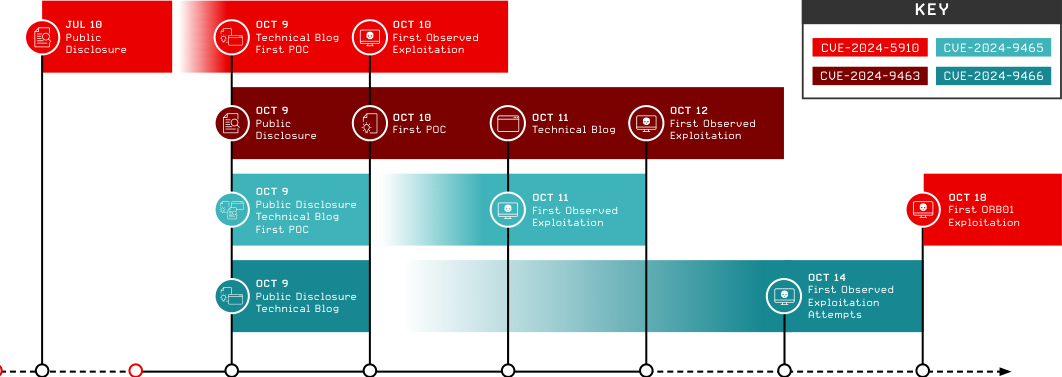 KEY
CVE-2024-5910
CVE-2024-9465
CVE-2024-9463
CVE-2024-9466
JUL 10
Public
Disclosure
OCT 9
Technical Blog
First POC
OCT 10
First Observed
Exploitation
OCT 9
Public
Disclosure
OCT 10
First POC
OCT 11
Technical Blog
OCT 12
First Observed
Exploitation
OCT 9
Public Disclosure
Technical Blog
First POC
OCT 11
First Observed
Exploitation
OCT 18
First ORB01
Exploitation
OCT 9
Public Disclosure
Technical Blog
OCT 14
First Observed
Exploitation
Attempts